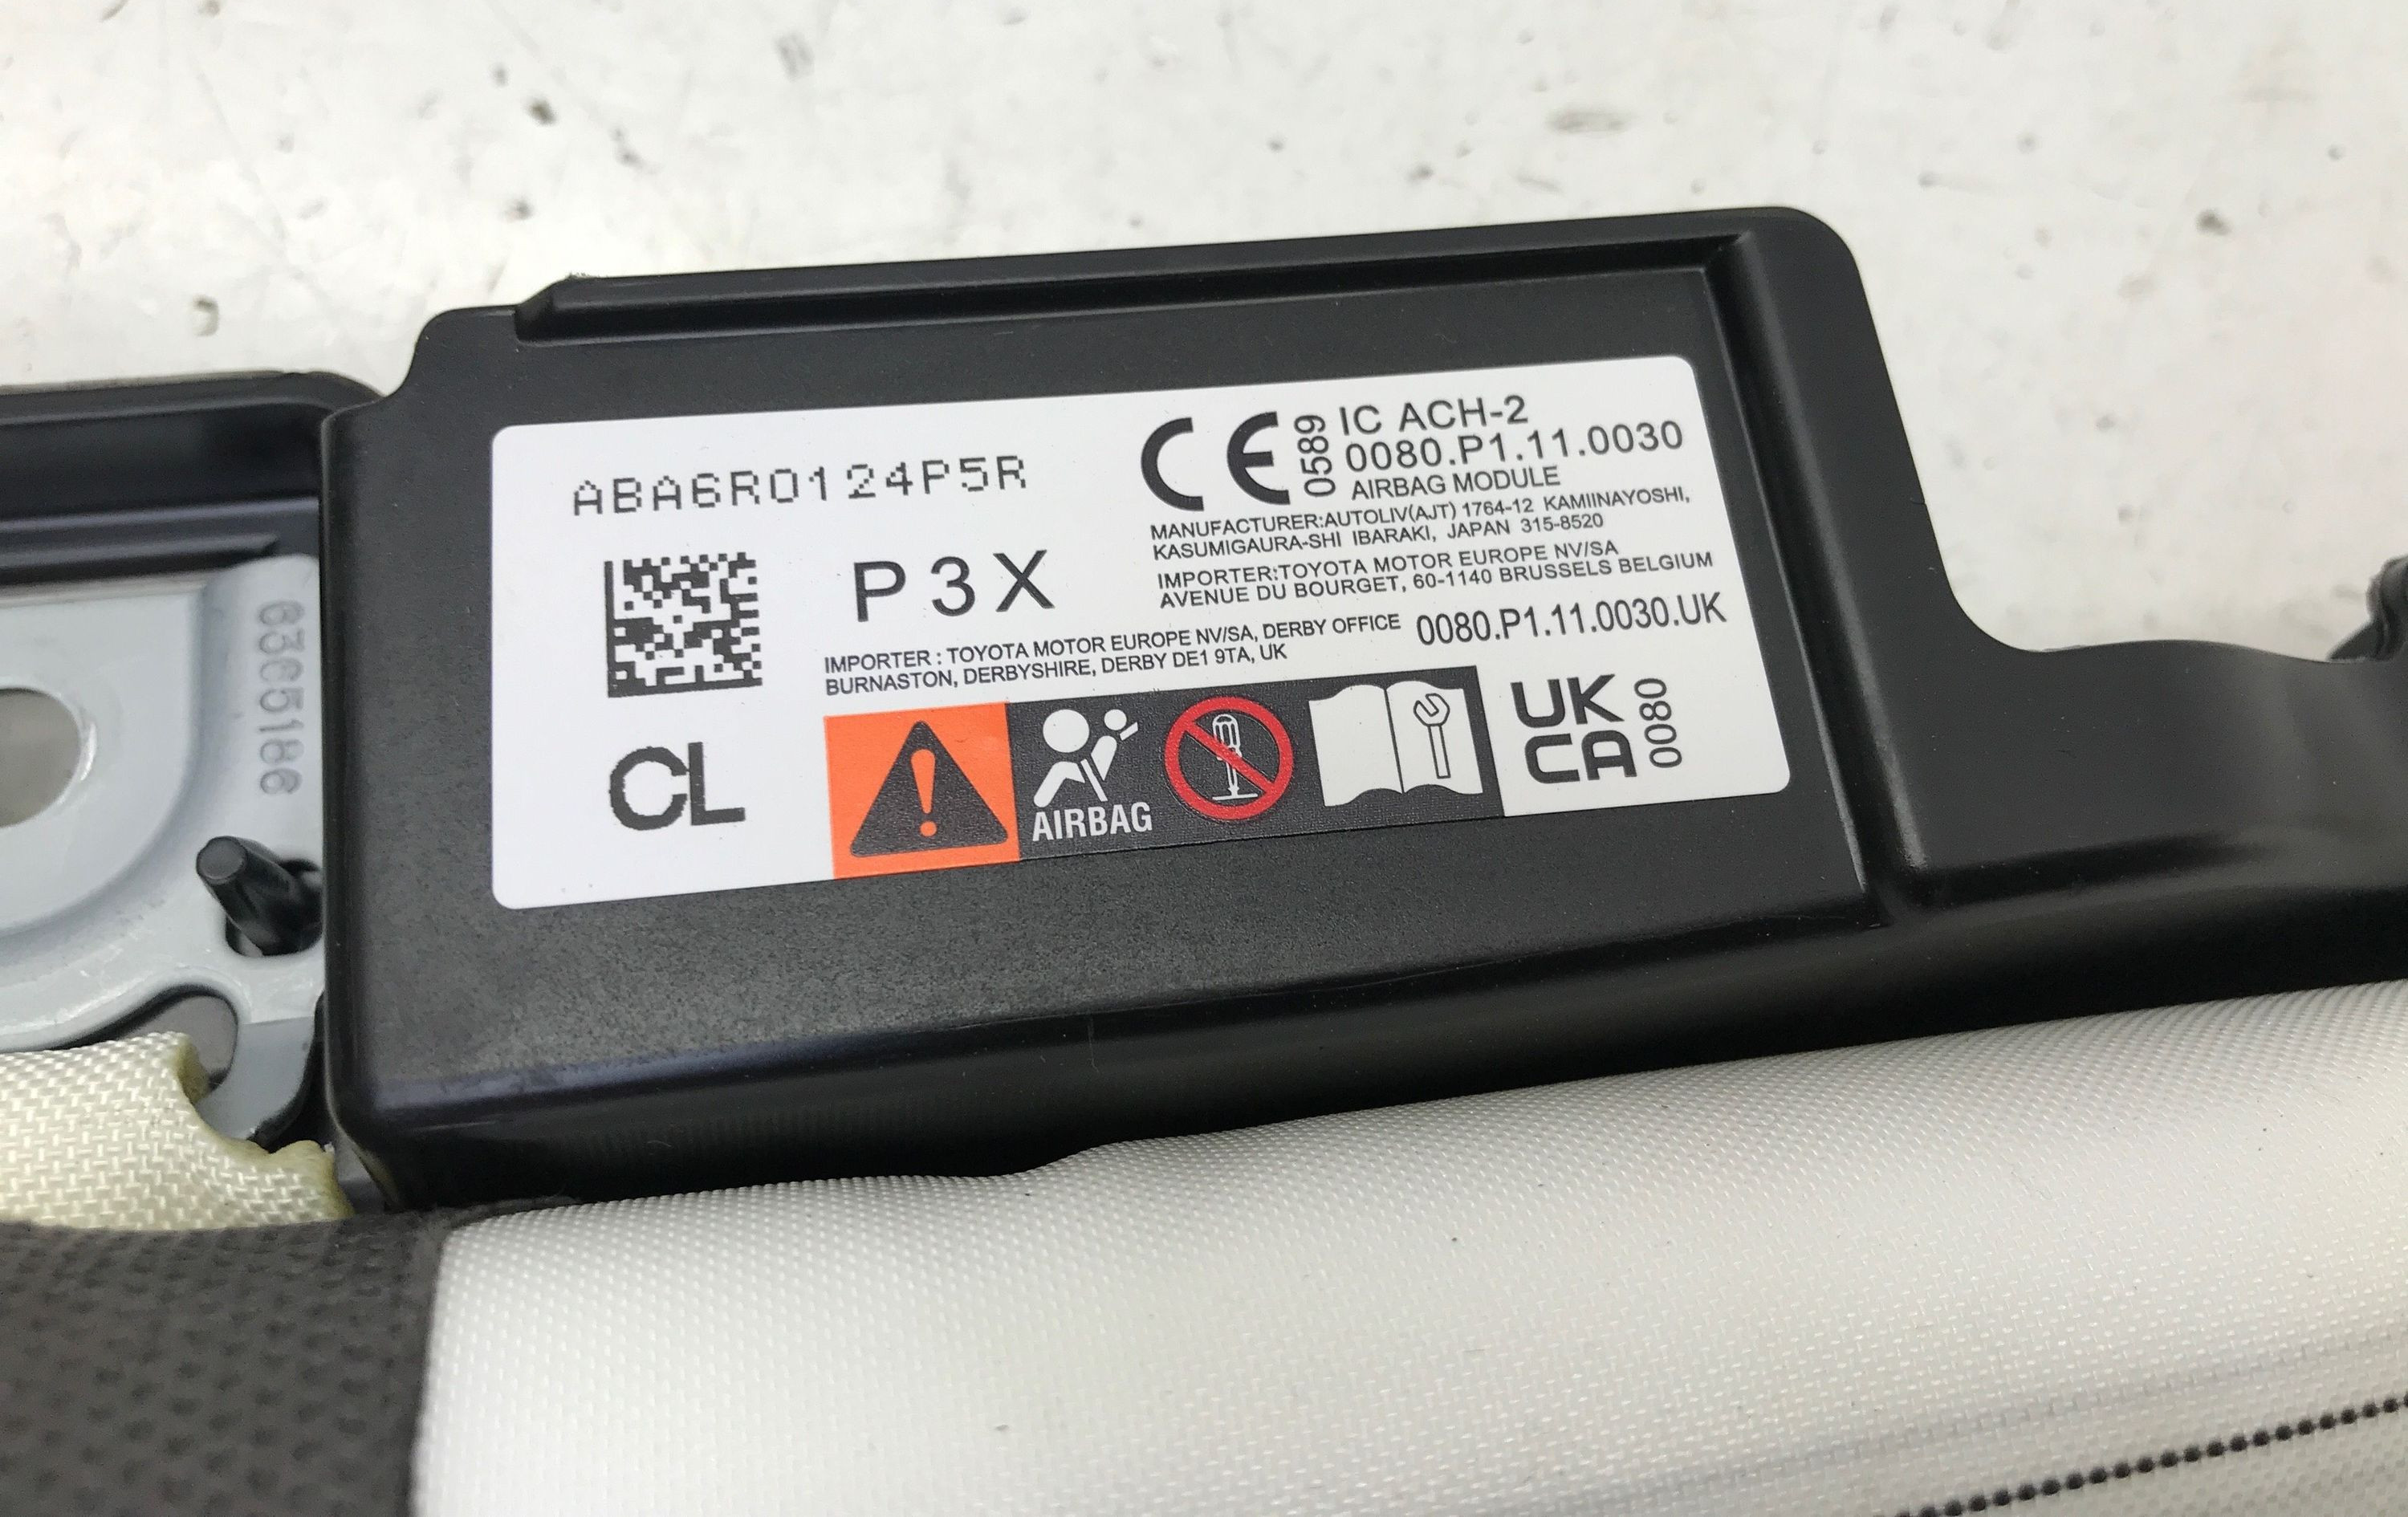 ABA6R0124P5R
CE 0589
IC ACH-2
0080.P1.11.0030
AIRBAG MODULE
MANUFACTURER:AUTOLIV(AJT) 1764-12 KAMIINAYOSHI,
KASUMIGAURA-SHI IBARAKI, JAPAN 315-8520
IMPORTER:TOYOTA MOTOR EUROPE NV/SA
AVENUE DU BOURGET, 60-1140 BRUSSELS BELGIUM
P3X
IMPORTER : TOYOTA MOTOR EUROPE NV/SA, DERBY OFFICE
BURNASTON, DERBYSHIRE, DERBY DE1 9TA, UK
0080.P1.11.0030.UK
CL
AIRBAG
UK
CA
0080